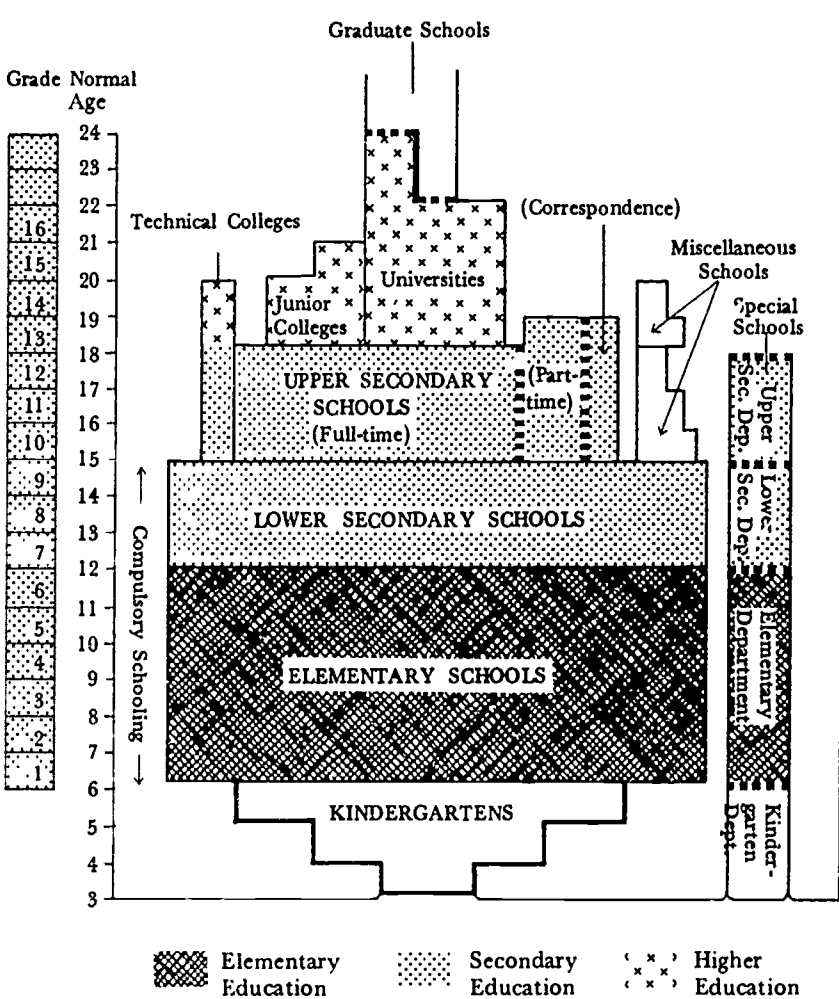 Graduate Schools
Grade Normal
Age
24
23
22
21
20
19
18
17
16
15
14
13
12
11
10
9
8
7
6
5
4
3
16
15
14
13
12
11
10
9
8
7
6
5
4
3
2
1
Technical Colleges
(Correspondence)
Miscellaneous
Schools
Special
Schools
Universities
Junior
Colleges
UPPER SECONDARY
SCHOOLS
(Full-time)
(Part-
time)
Upper
Sec. Dep.
LOWER SECONDARY SCHOOLS
Lower
Sec. Dep.
Compulsory Schooling
ELEMENTARY SCHOOLS
Elementary
Department
KINDERGARTENS
Kinder-
garten
Dept.
Elementary
Education
Secondary
Education
Higher
Education